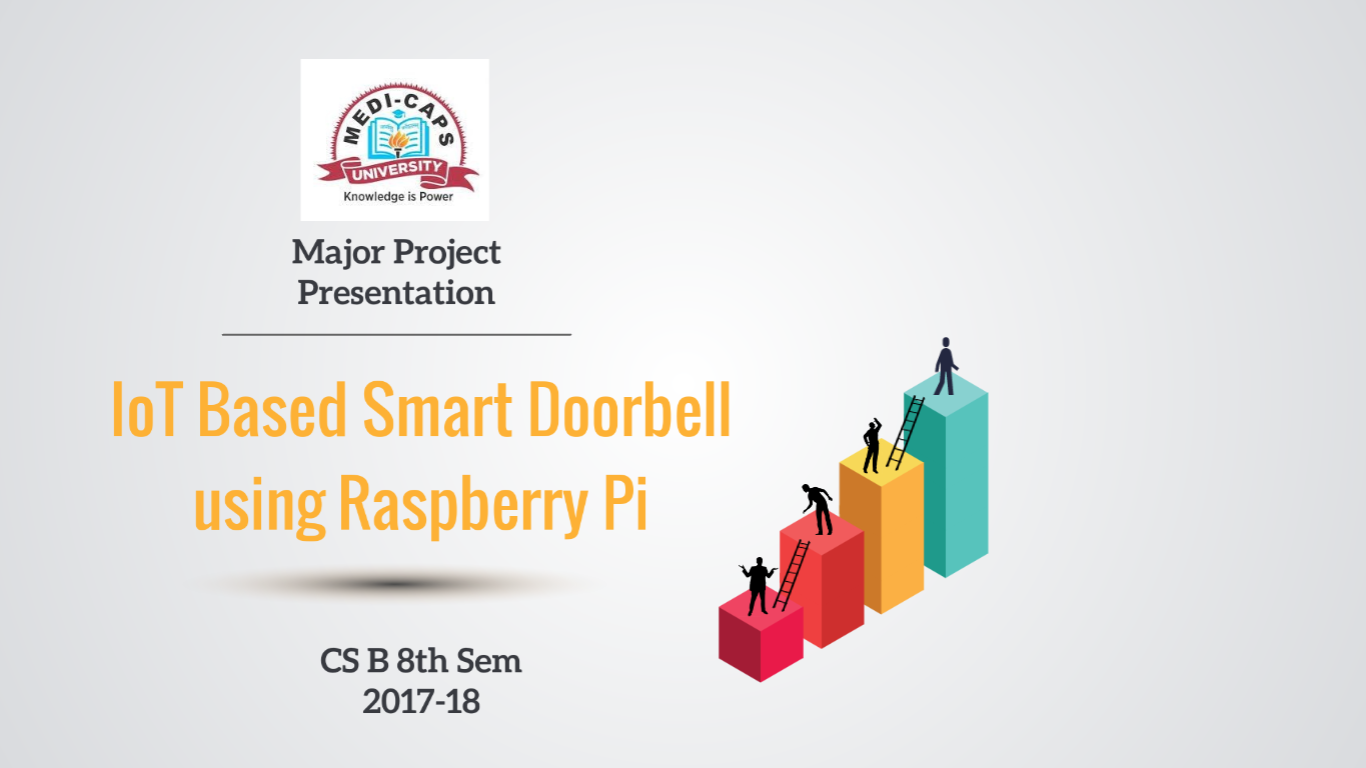 MEDI-CAPS
UNIVERSITY
Knowledge is Power
Major Project
Presentation
IoT Based Smart Doorbell
using Raspberry Pi
CS B 8th Sem
2017-18